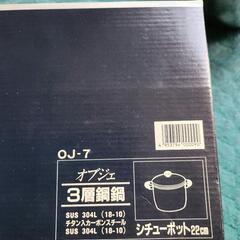 OJ-7
オブジェ
3層鋼鍋
SUS 304L (18-10)
チタン入カーボンスチール
SUS 304L (18-10)
シチューポット22cm